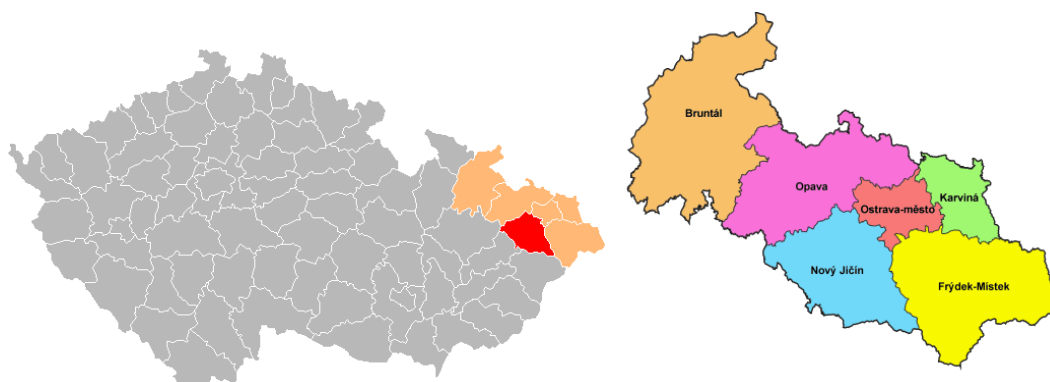 Bruntál
Opava
Karviná
Ostrava-město
Nový Jičín
Frýdek-Místek